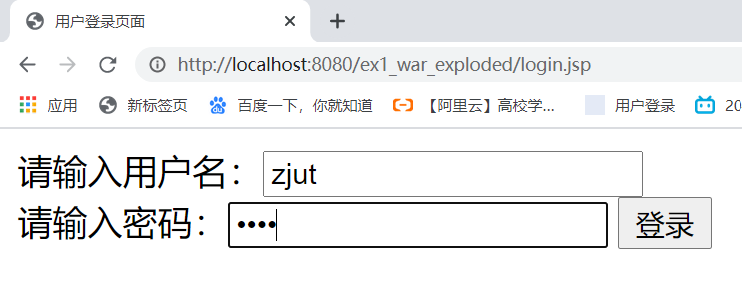 用户登录页面
http://localhost:8080/ex1_war_exploded/login.jsp
应用 新标签页 百度一下，你就知道 【阿里云】高校学... 用户登录 20
请输入用户名： zjut
请输入密码： •••• 登录